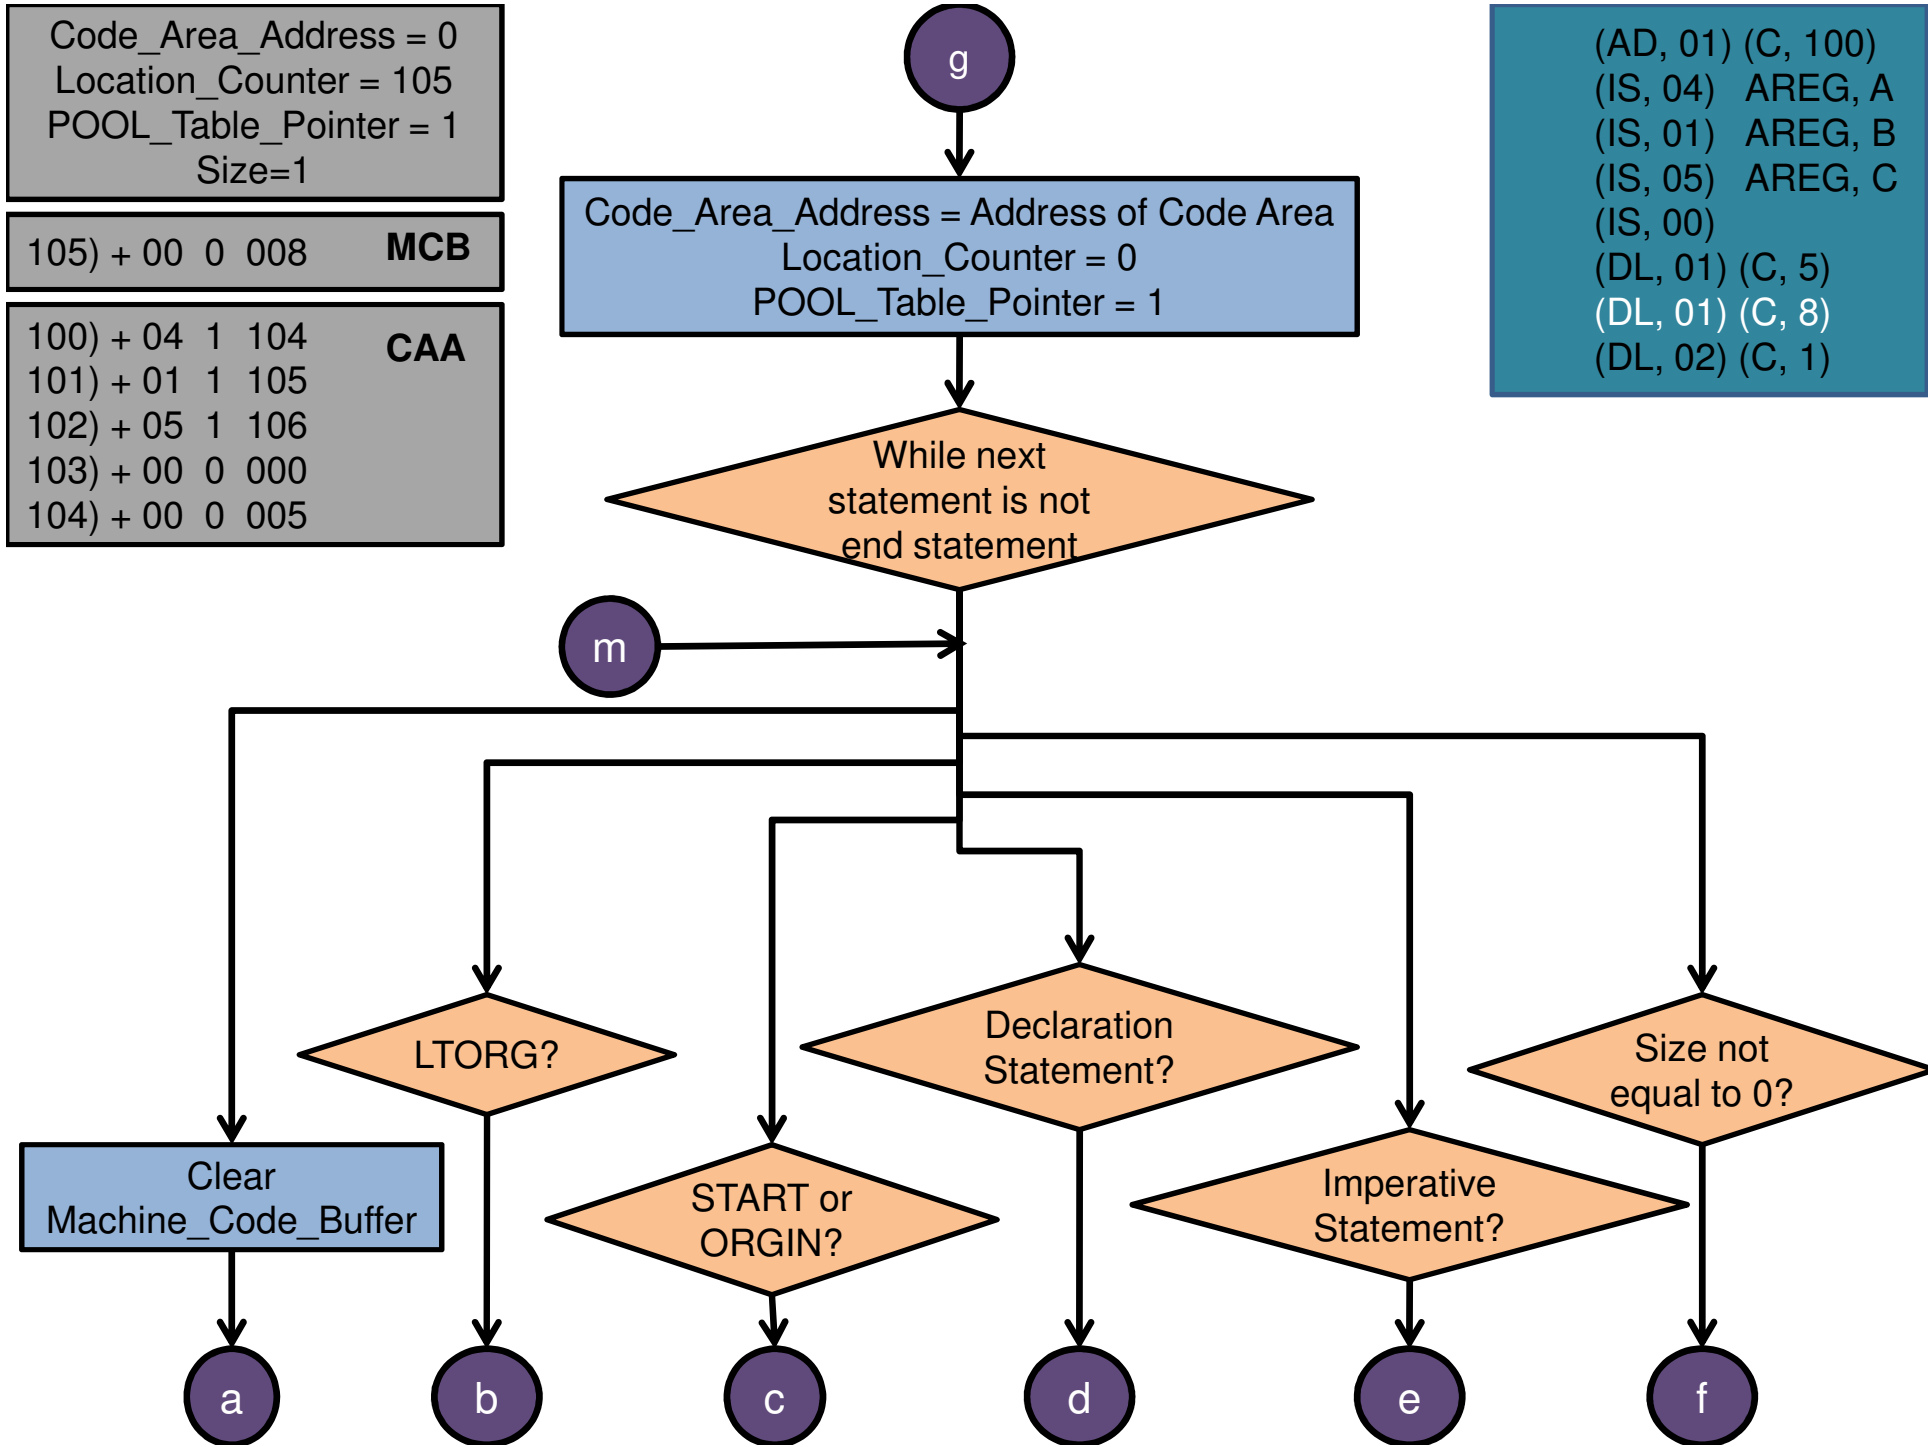 Code_Area_Address = 0
Location_Counter = 105
POOL_Table_Pointer = 1
Size=1
105) + 00 0 008 MCB
100) + 04 1 104
CAA
101) + 01 1 105
102) + 05 1 106
103) + 00 0 000
104) + 00 0 005
g
Code_Area_Address = Address of Code Area
Location_Counter = 0
POOL_Table_Pointer = 1
(AD, 01) (C, 100)
(IS, 04) AREG, A
(IS, 01) AREG, B
(IS, 05) AREG, C
(IS, 00)
(DL, 01) (C, 5)
(DL, 01) (C, 8)
(DL, 02) (C, 1)
While next
statement is not
end statement
m
Clear
Machine_Code_Buffer
LTORG?
START or
ORGIN?
Declaration
Statement?
Imperative
Statement?
Size not
equal to 0?
a
b
c
d
e
f